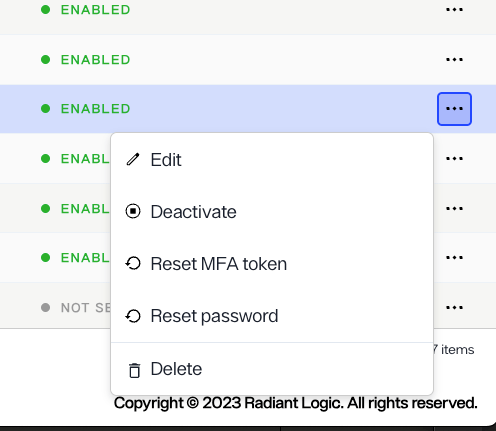 ENABLED
ENABLED
ENABLED
ENABL
Edit
ENABL
Deactivate
ENABL
Reset MFA token
NOT SE
Reset password
7 items
Delete
Copyright © 2023 Radiant Logic. All rights reserved.